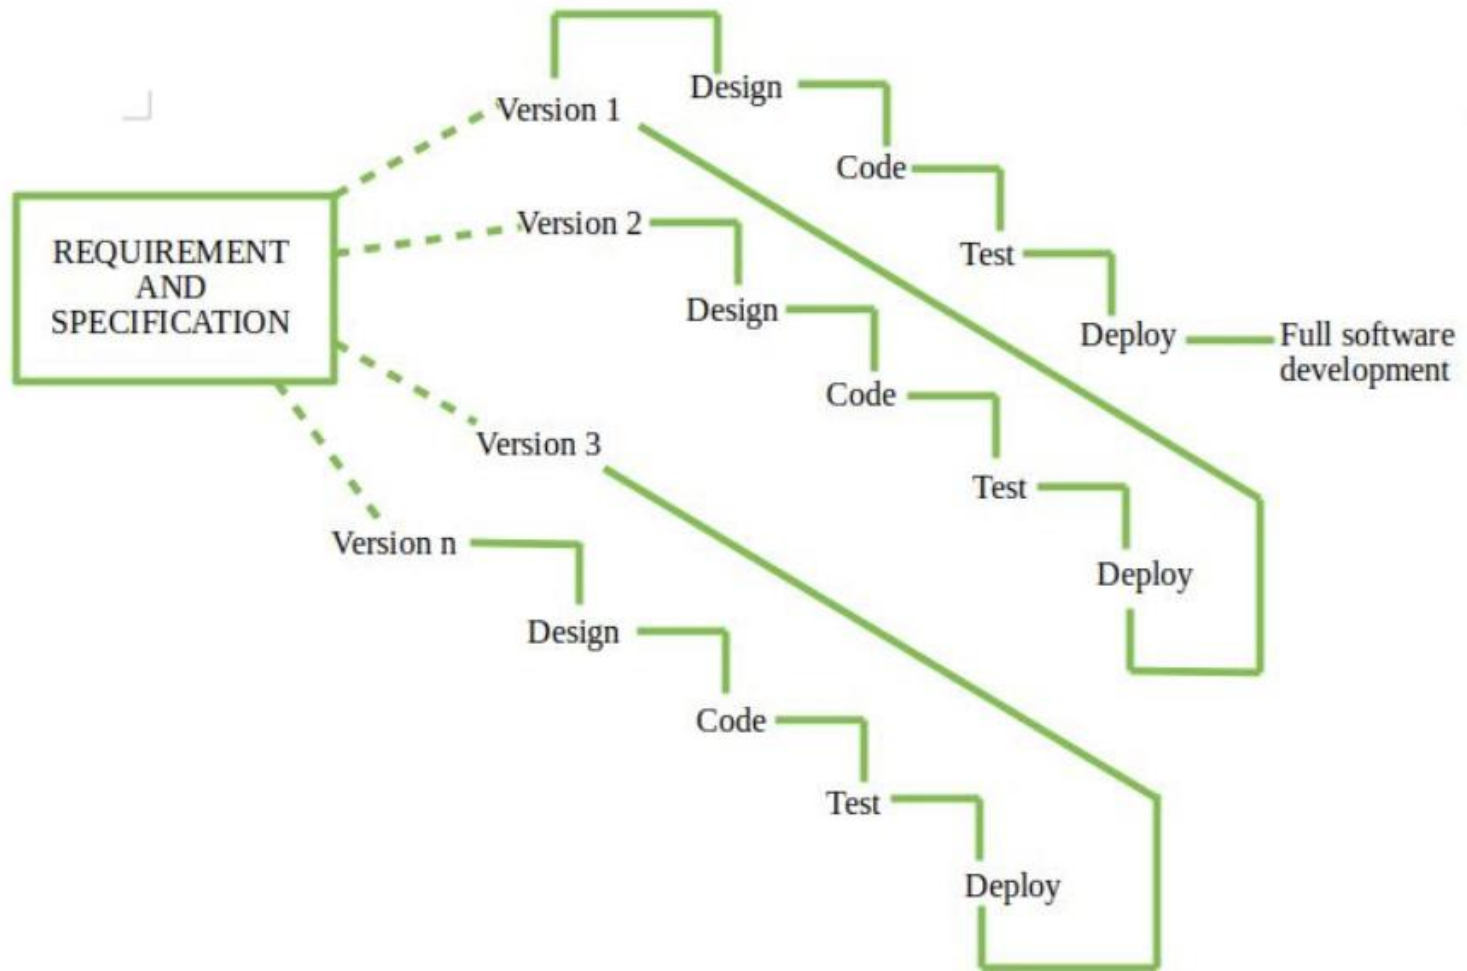 REQUIREMENT
AND
SPECIFICATION
Version 1
Design
Code
Test
Deploy
Full software
development
Version 2
Design
Code
Test
Deploy
Version 3
Version n
Design
Code
Test
Deploy